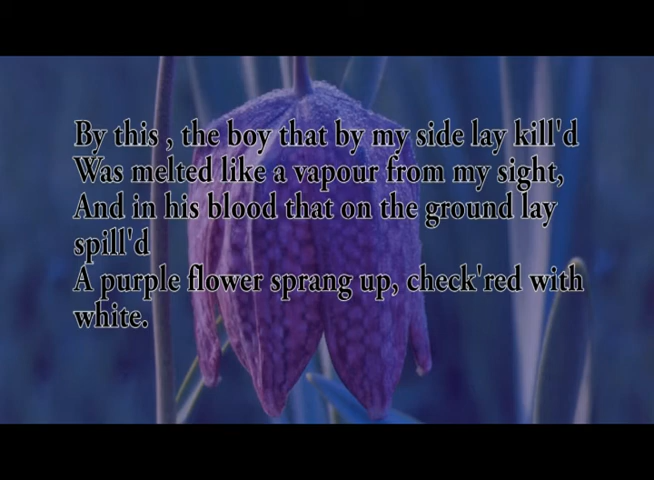 By this , the boy that by my side lay kill'd
Was melted like a vapour from my sight,
And in his blood that on the ground lay
spill'd
A purple flower sprang up, check'red with
white.